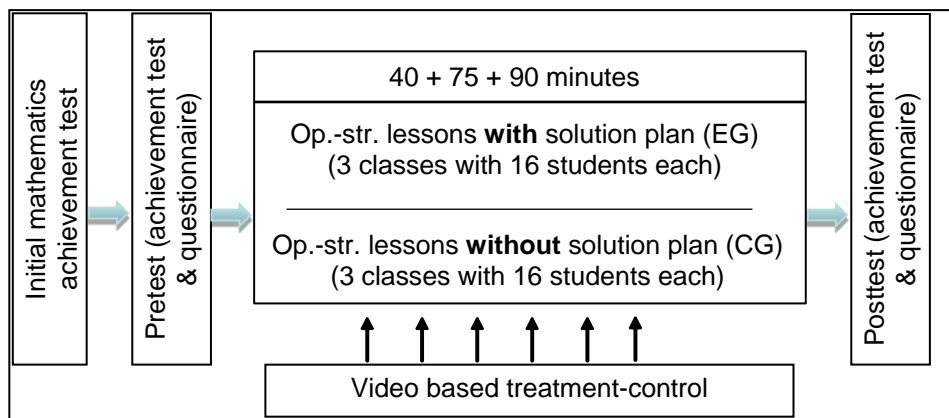 Initial mathematics
achievement test
Pretest (achievement test
& questionnaire)
40 + 75 + 90 minutes
Op.-str. lessons with solution plan (EG)
(3 classes with 16 students each)
Op.-str. lessons without solution plan (CG)
(3 classes with 16 students each)
Video based treatment-control
Posttest (achievement test
& questionnaire)